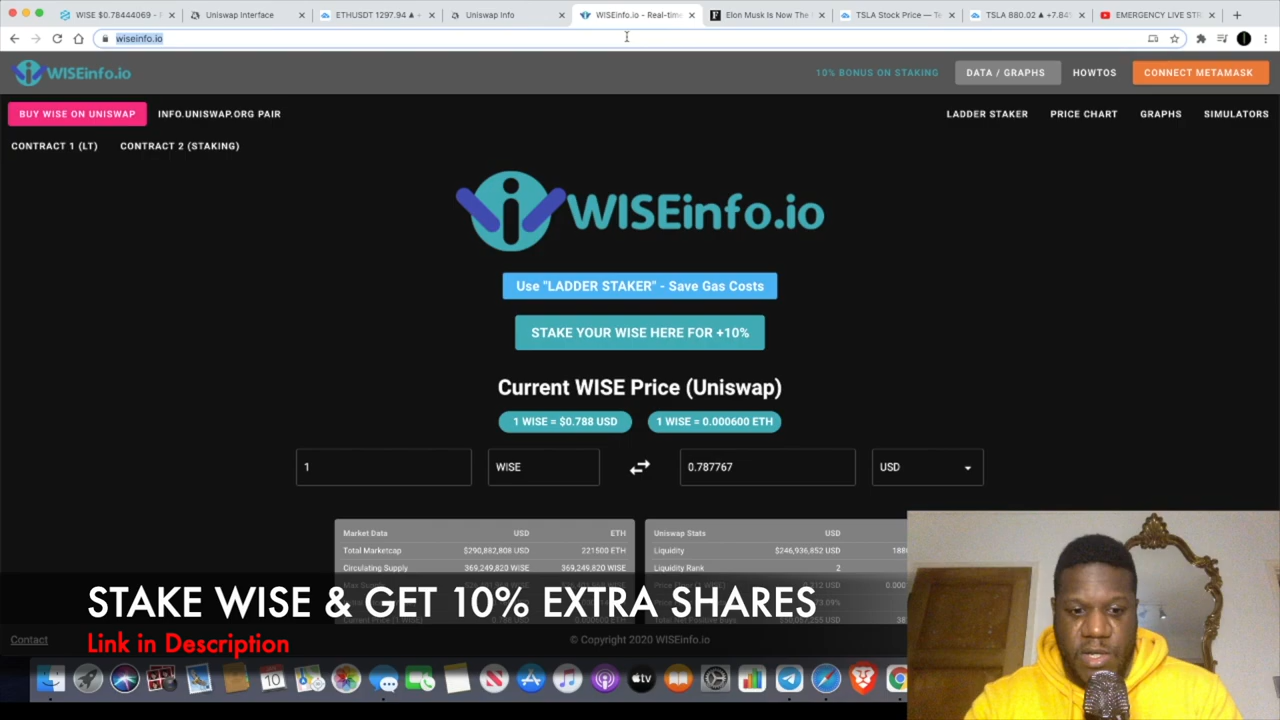 WISE $0.78444069 -
Uniswap Interface
ETHUSDT 1297.94 ▲
Uniswap Info
WISEinfo.io - Real-time
Elon Musk Is Now The
TSLA Stock Price — Te
TSLA 880.02 ▲ +7.84%
EMERGENCY LIVE STR
wiseinfo.io
WISEinfo.io
10% BONUS ON STAKING
DATA / GRAPHS
HOWTOS
CONNECT METAMASK
BUY WISE ON UNISWAP
INFO.UNISWAP.ORG PAIR
LADDER STAKER
PRICE CHART
GRAPHS
SIMULATORS
CONTRACT 1 (LT)
CONTRACT 2 (STAKING)
WISEinfo.io
Use "LADDER STAKER" - Save Gas Costs
STAKE YOUR WISE HERE FOR +10%
Current WISE Price (Uniswap)
1 WISE = $0.788 USD
1 WISE = 0.000600 ETH
1
WISE
0.787767
USD
Market Data USD ETH
Total Marketcap $290,882,808 USD 221500 ETH
Circulating Supply 369,249,820 WISE 369,249,820 WISE
Uniswap Stats USD
Liquidity $246,936,852 USD
Liquidity Rank 2
STAKE WISE & GET 10% EXTRA SHARES
Link in Description
Contact
© Copyright 2020 WISEinfo.io
10
tv